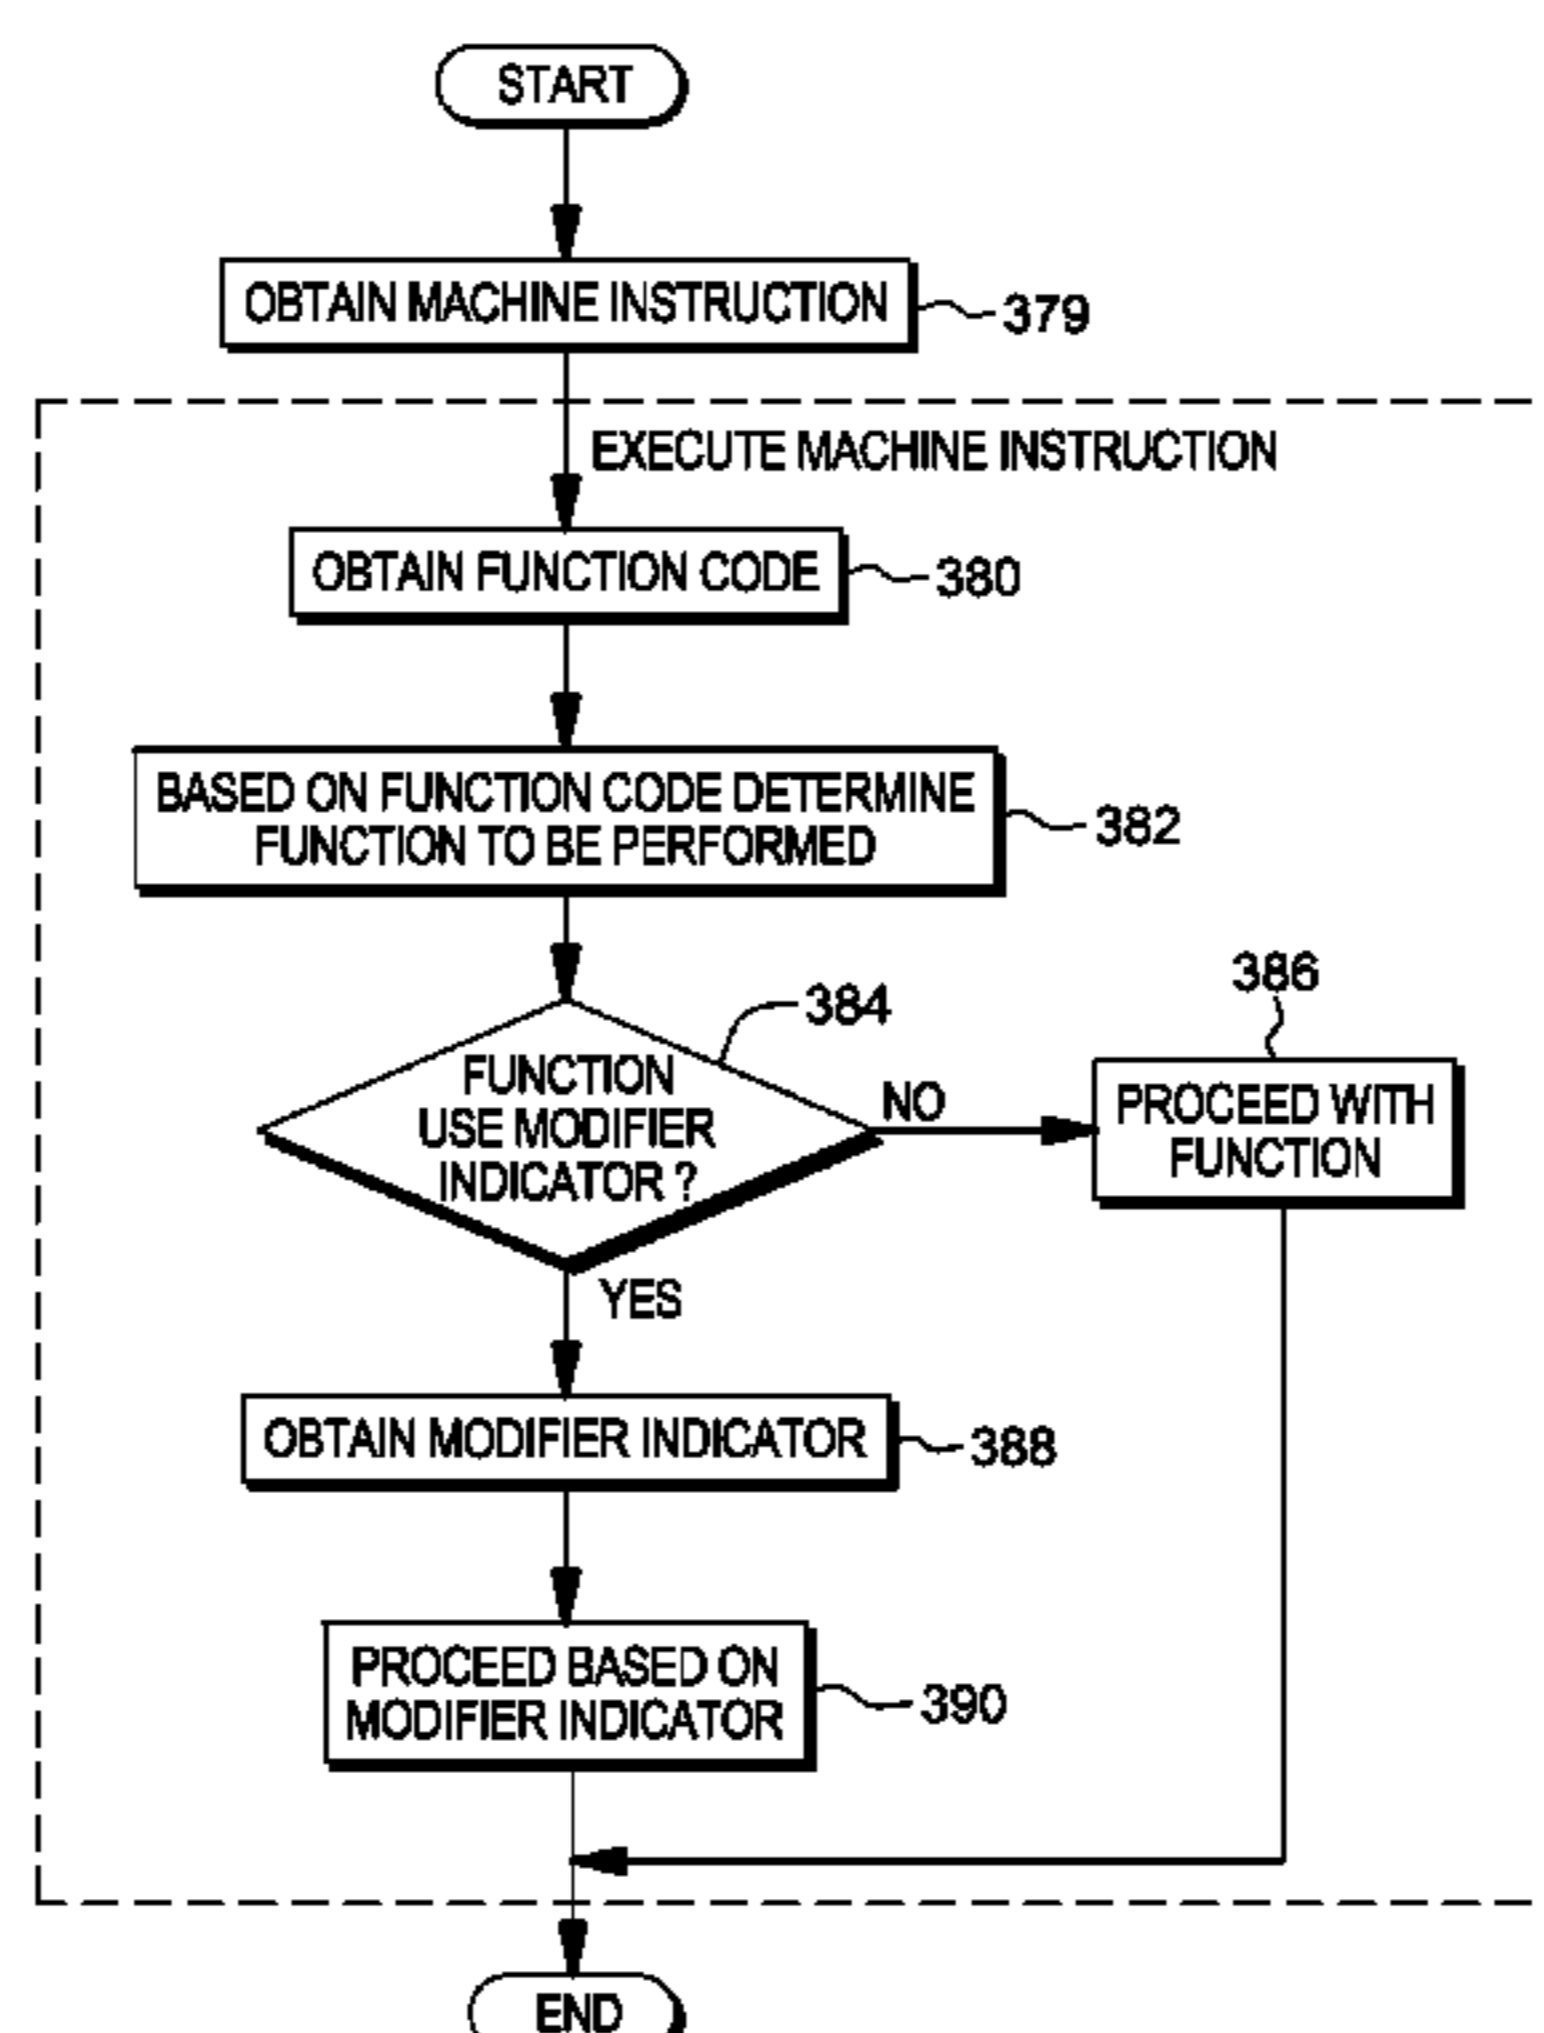 START
OBTAIN MACHINE INSTRUCTION
379
EXECUTE MACHINE INSTRUCTION
OBTAIN FUNCTION CODE
380
BASED ON FUNCTION CODE DETERMINE
FUNCTION TO BE PERFORMED
382
384
FUNCTION
USE MODIFIER
INDICATOR ?
NO
386
PROCEED WITH
FUNCTION
YES
OBTAIN MODIFIER INDICATOR
388
PROCEED BASED ON
MODIFIER INDICATOR
390
END